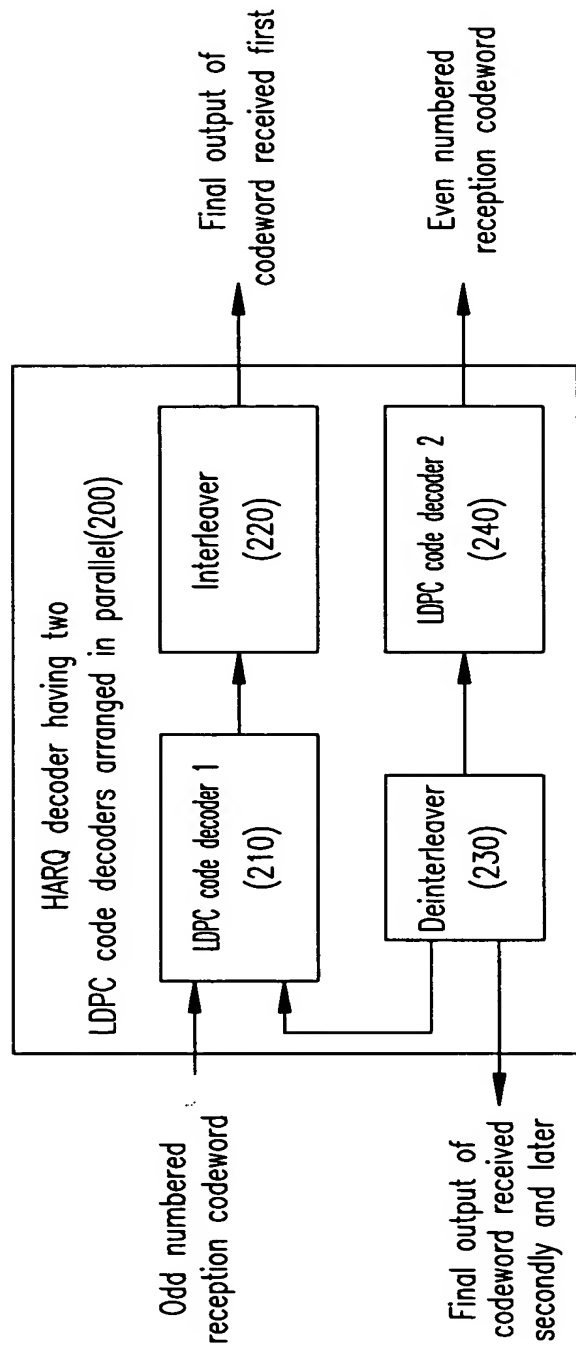 HARQ decoder having two
LDPC code decoders arranged in parallel(200)
Odd numbered
reception codeword
LDPC code decoder 1
(210)
Interleaver
(220)
Final output of
codeword received first
Final output of
codeword received
secondly and later
Deinterleaver
(230)
LDPC code decoder 2
(240)
Even numbered
reception codeword